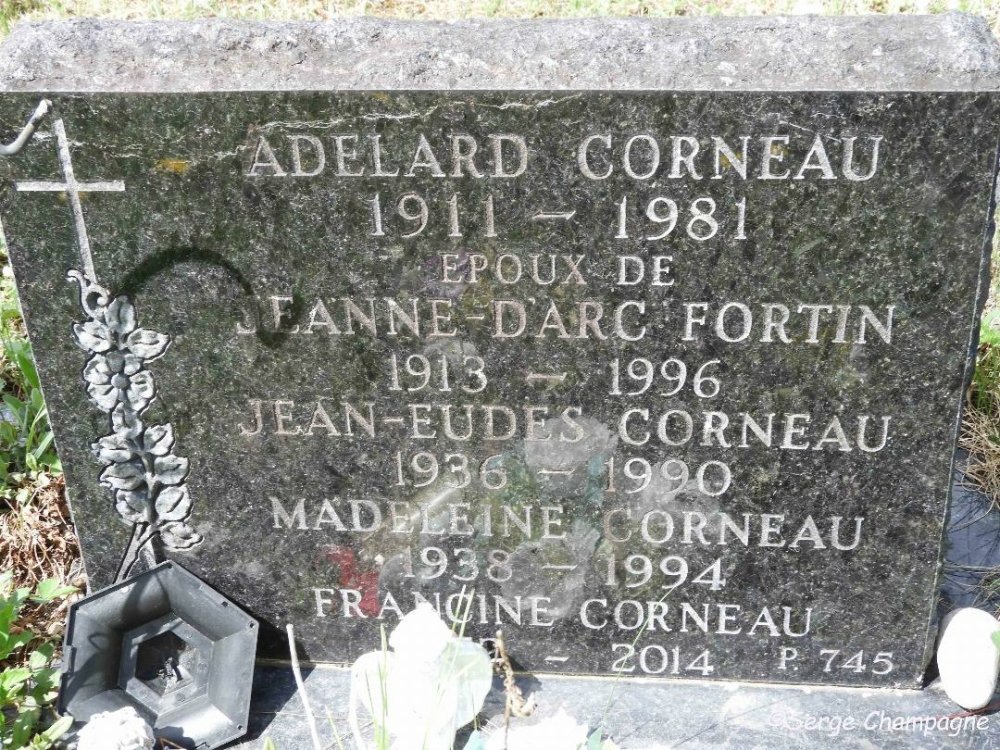 ADELARD CORNEAU
1911 - 1981
EPOUX DE
JEANNE-D'ARC FORTIN
1913 - 1996
JEAN-EUDES CORNEAU
1936 - 1990
MADELEINE CORNEAU
1938 - 1994
FRANCINE CORNEAU
- 2014 P. 745
©Serge Champagne